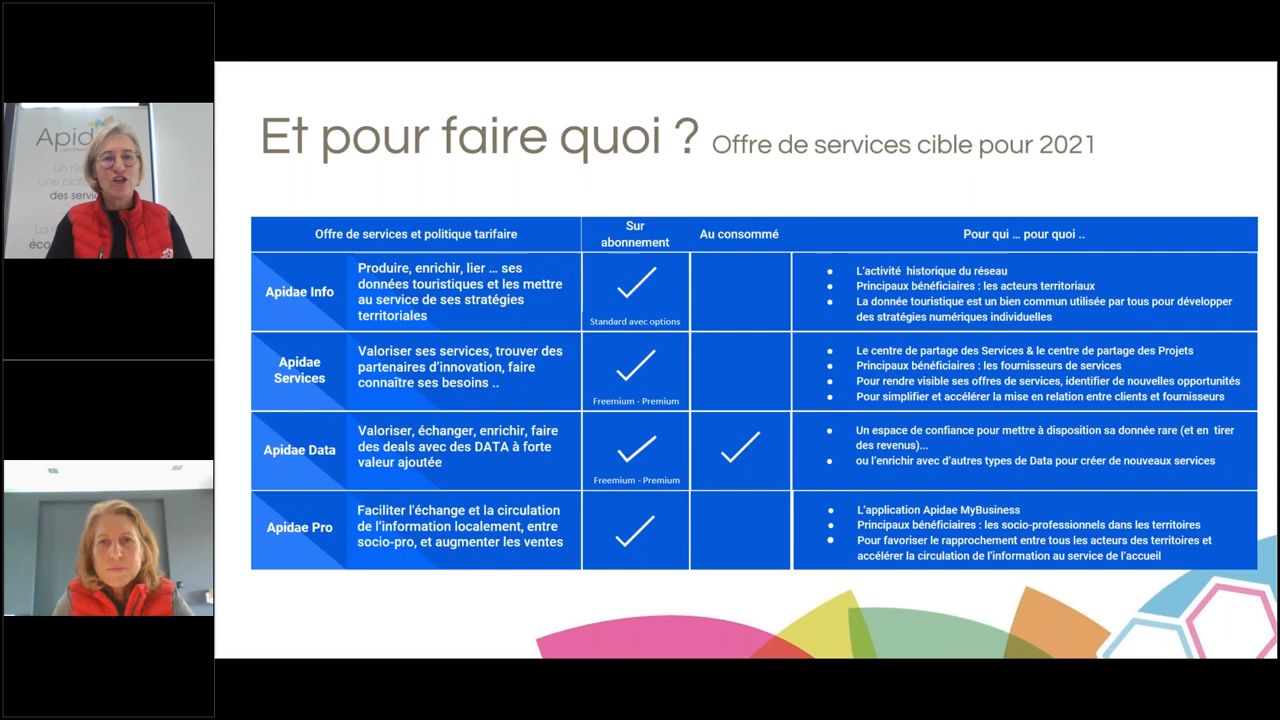 Apid
Un rés
une plate
des servic
La r
éco
Et pour faire quoi ? Offre de services cible pour 2021
Offre de services et politique tarifaire
Sur
abonnement
Au consommé
Pour qui … pour quoi ..
Apidae Info
Produire, enrichir, lier … ses
données touristiques et les mettre
au service de ses stratégies
territoriales
Standard avec options
L’activité historique du réseau
Principaux bénéficiaires : les acteurs territoriaux
La donnée touristique est un bien commun utilisée par tous pour développer
des stratégies numériques individuelles
Apidae
Services
Valoriser ses services, trouver des
partenaires d’innovation, faire
connaître ses besoins ..
Freemium - Premium
Le centre de partage des Services & le centre de partage des Projets
Principaux bénéficiaires : les fournisseurs de services
Pour rendre visible ses offres de services, identifier de nouvelles opportunités
Pour simplifier et accélérer la mise en relation entre clients et fournisseurs
Apidae Data
Valoriser, échanger, enrichir, faire
des deals avec des DATA à forte
valeur ajoutée
Freemium - Premium
Un espace de confiance pour mettre à disposition sa donnée rare (et en tirer
des revenus)...
ou l’enrichir avec d’autres types de Data pour créer de nouveaux services
Apidae Pro
Faciliter l'échange et la circulation
de l’information localement, entre
socio-pro, et augmenter les ventes
L’application Apidae MyBusiness
Principaux bénéficiaires : les socio-professionnels dans les territoires
Pour favoriser le rapprochement entre tous les acteurs des territoires et
accélérer la circulation de l’information au service de l’accueil